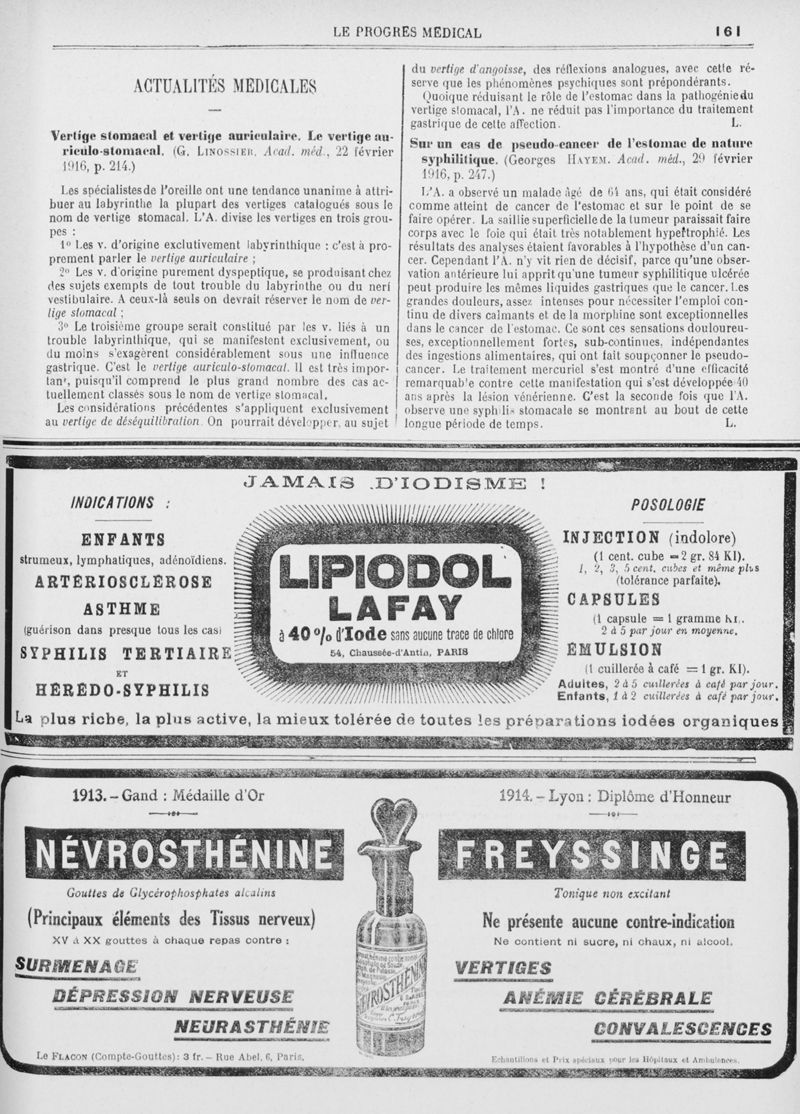 LE PROGRÈS MÉDICAL
161
ACTUALITÉS MÉDICALES
Vertige stomacal et vertige auriculaire. Le vertige au-
riculo-stomacal. (G. LINOSSIER. Acad. méd., 22 février
1916, p. 214.)
Les spécialistes de l'oreille ont une tendance unanime à attri-
buer au labyrinthe la plupart des vertiges catalogués sous le
nom de vertige stomacal. L'A. divise les vertiges en trois grou-
pes :
1º Les v. d'origine exclutivement labyrinthique : c'est à pro-
prement parler le vertige auriculaire ;
2º Les v. d'origine purement dyspeptique, se produisant chez
des sujets exempts de tout trouble du labyrinthe ou du nerf
vestibulaire. A ceux-là seuls on devrait réserver le nom de ver-
tige stomacal ;
3º Le troisième groupe serait constitué par les v. liés à un
trouble labyrinthique, qui se manifestent exclusivement, ou
du moins s'exagèrent considérablement sous une influence
gastrique. C'est le vertige auriculo-stomacal. Il est très impor-
tant, puisqu'il comprend le plus grand nombre des cas ac-
tuellement classés sous le nom de vertige stomacal.
Les considérations précédentes s'appliquent exclusivement
au vertige de déséquilibration. On pourrait développer, au sujet
du vertige d'angoisse, des réflexions analogues, avec cette ré-
serve que les phénomènes psychiques sont prépondérants.
Quoique réduisant le rôle de l'estomac dans la pathogénie du
vertige stomacal, l'A. ne réduit pas l'importance du traitement
gastrique de cette affection. L.
Sur un cas de pseudo-cancer de l'estomac de nature
syphilitique. (Georges HAYEM. Acad. méd., 29 février
1916, p. 247.)
L'A. a observé un malade âgé de 64 ans, qui était considéré
comme atteint de cancer de l'estomac et sur le point de se
faire opérer. La saillie superficielle de la tumeur paraissait faire
corps avec le foie qui était très notablement hypertrophié. Les
résultats des analyses étaient favorables à l'hypothèse d'un can-
cer. Cependant l'A. n'y vit rien de décisif, parce qu'une obser-
vation antérieure lui apprit qu'une tumeur syphilitique ulcérée
peut produire les mêmes liquides gastriques que le cancer. Les
grandes douleurs, assez intenses pour nécessiter l'emploi con-
tinu de divers calmants et de la morphine sont exceptionnelles
dans le cancer de l'estomac. Ce sont ces sensations douloureu-
ses, exceptionnellement fortes, sub-continues, indépendantes
des ingestions alimentaires, qui ont fait soupçonner le pseudo-
cancer. Le traitement mercuriel s'est montré d'une efficacité
remarquable contre cette manifestation qui s'est développée 40
ans après la lésion vénérienne. C'est la seconde fois que l'A.
observe une syphilis stomacale se montrant au bout de cette
longue période de temps. L.
JAMAIS D'IODISME !
INDICATIONS :
ENFANTS
strumeux, lymphatiques, adénoïdiens.
ARTÉRIOSCLÉROSE
ASTHME
(guérison dans presque tous les cas)
SYPHILIS TERTIAIRE
ET
HÉRÉDO-SYPHILIS
LIPIODOL
LAFAY
à 40 % d'Iode sans aucune trace de chlore
54, Chaussée-d'Antin, PARIS
POSOLOGIE
INJECTION (indolore)
(1 cent. cube = 2 gr. 84 KI).
1, 2, 3, 5 cent. cubes et même plus
(tolérance parfaite).
CAPSULES
(1 capsule = 1 gramme KI).
2 à 5 par jour en moyenne.
ÉMULSION
(1 cuillerée à café = 1 gr. KI).
Adultes, 2 à 5 cuillerées à café par jour.
Enfants, 1 à 2 cuillerées à café par jour.
La plus riche, la plus active, la mieux tolérée de toutes les préparations iodées organiques
1913. – Gand : Médaille d'Or
NÉVROSTHÉNINE
Gouttes de Glycérophosphates alcalins
(Principaux éléments des Tissus nerveux)
XV à XX gouttes à chaque repas contre :
SURMENAGE
DÉPRESSION NERVEUSE
NEURASTHÉNIE
LE FLACON (Compte-Gouttes) : 3 fr. – Rue Abel, 6, Paris.
1914. – Lyon : Diplôme d'Honneur
FREYSSINGE
Tonique non excitant
Ne présente aucune contre-indication
Ne contient ni sucre, ni chaux, ni alcool.
VERTIGES
ANÉMIE CÉRÉBRALE
CONVALESCENCES
Echantillons et Prix spéciaux pour les Hôpitaux et Ambulances.
NÉVROSTHÉNINE